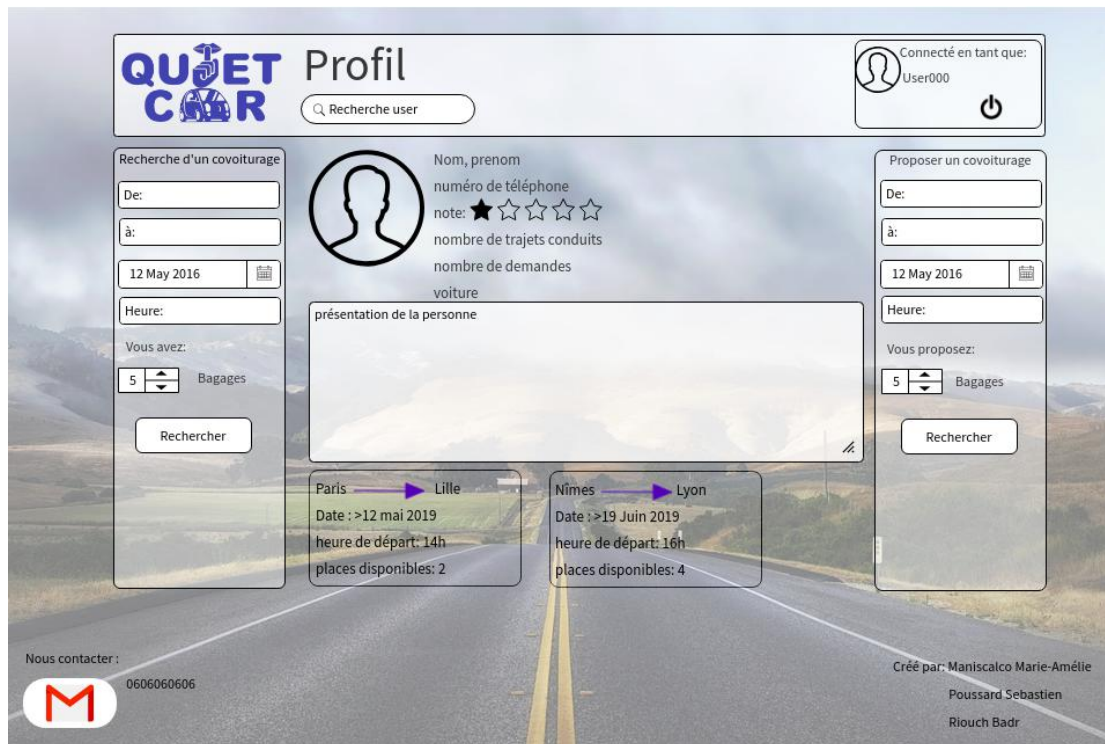 QUIET
CAR
Profil
Recherche user
Connecté en tant que:
User000
Recherche d'un covoiturage
De:
à:
12 May 2016
Heure:
Vous avez:
5 Bagages
Rechercher
Nom, prenom
numéro de téléphone
note:
nombre de trajets conduits
nombre de demandes
voiture
présentation de la personne
Paris Lille
Date : >12 mai 2019
heure de départ: 14h
places disponibles: 2
Nîmes Lyon
Date : >19 Juin 2019
heure de départ: 16h
places disponibles: 4
Proposer un covoiturage
De:
à:
12 May 2016
Heure:
Vous proposez:
5 Bagages
Rechercher
Nous contacter :
0606060606
Créé par: Maniscalco Marie-Amélie
Poussard Sebastien
Riouch Badr